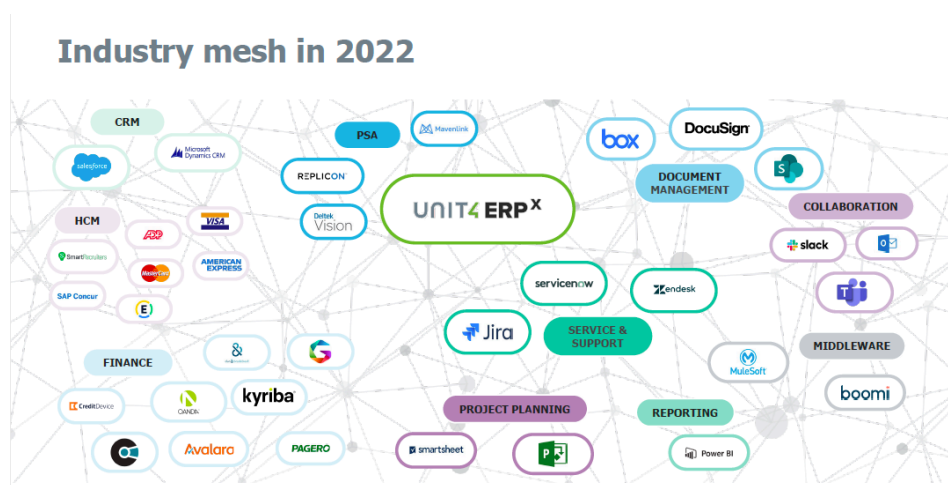 Industry mesh in 2022
CRM
salesforce
Microsoft
Dynamics CRM
PSA
Mavenlink
REPLICON
Deltek
Vision
UNIT4 ERP X
box
DocuSign
DOCUMENT
MANAGEMENT
S
COLLABORATION
slack
T
HCM
ADP
VISA
SmartRecruiters
MasterCard
AMERICAN
EXPRESS
SAP Concur
E
servicenow
zendesk
Jira
SERVICE &
SUPPORT
MIDDLEWARE
MuleSoft
boomi
FINANCE
&
G
CreditDevice
OANDA
kyriba
Avalara
PAGERO
PROJECT PLANNING
smartsheet
P
REPORTING
Power BI